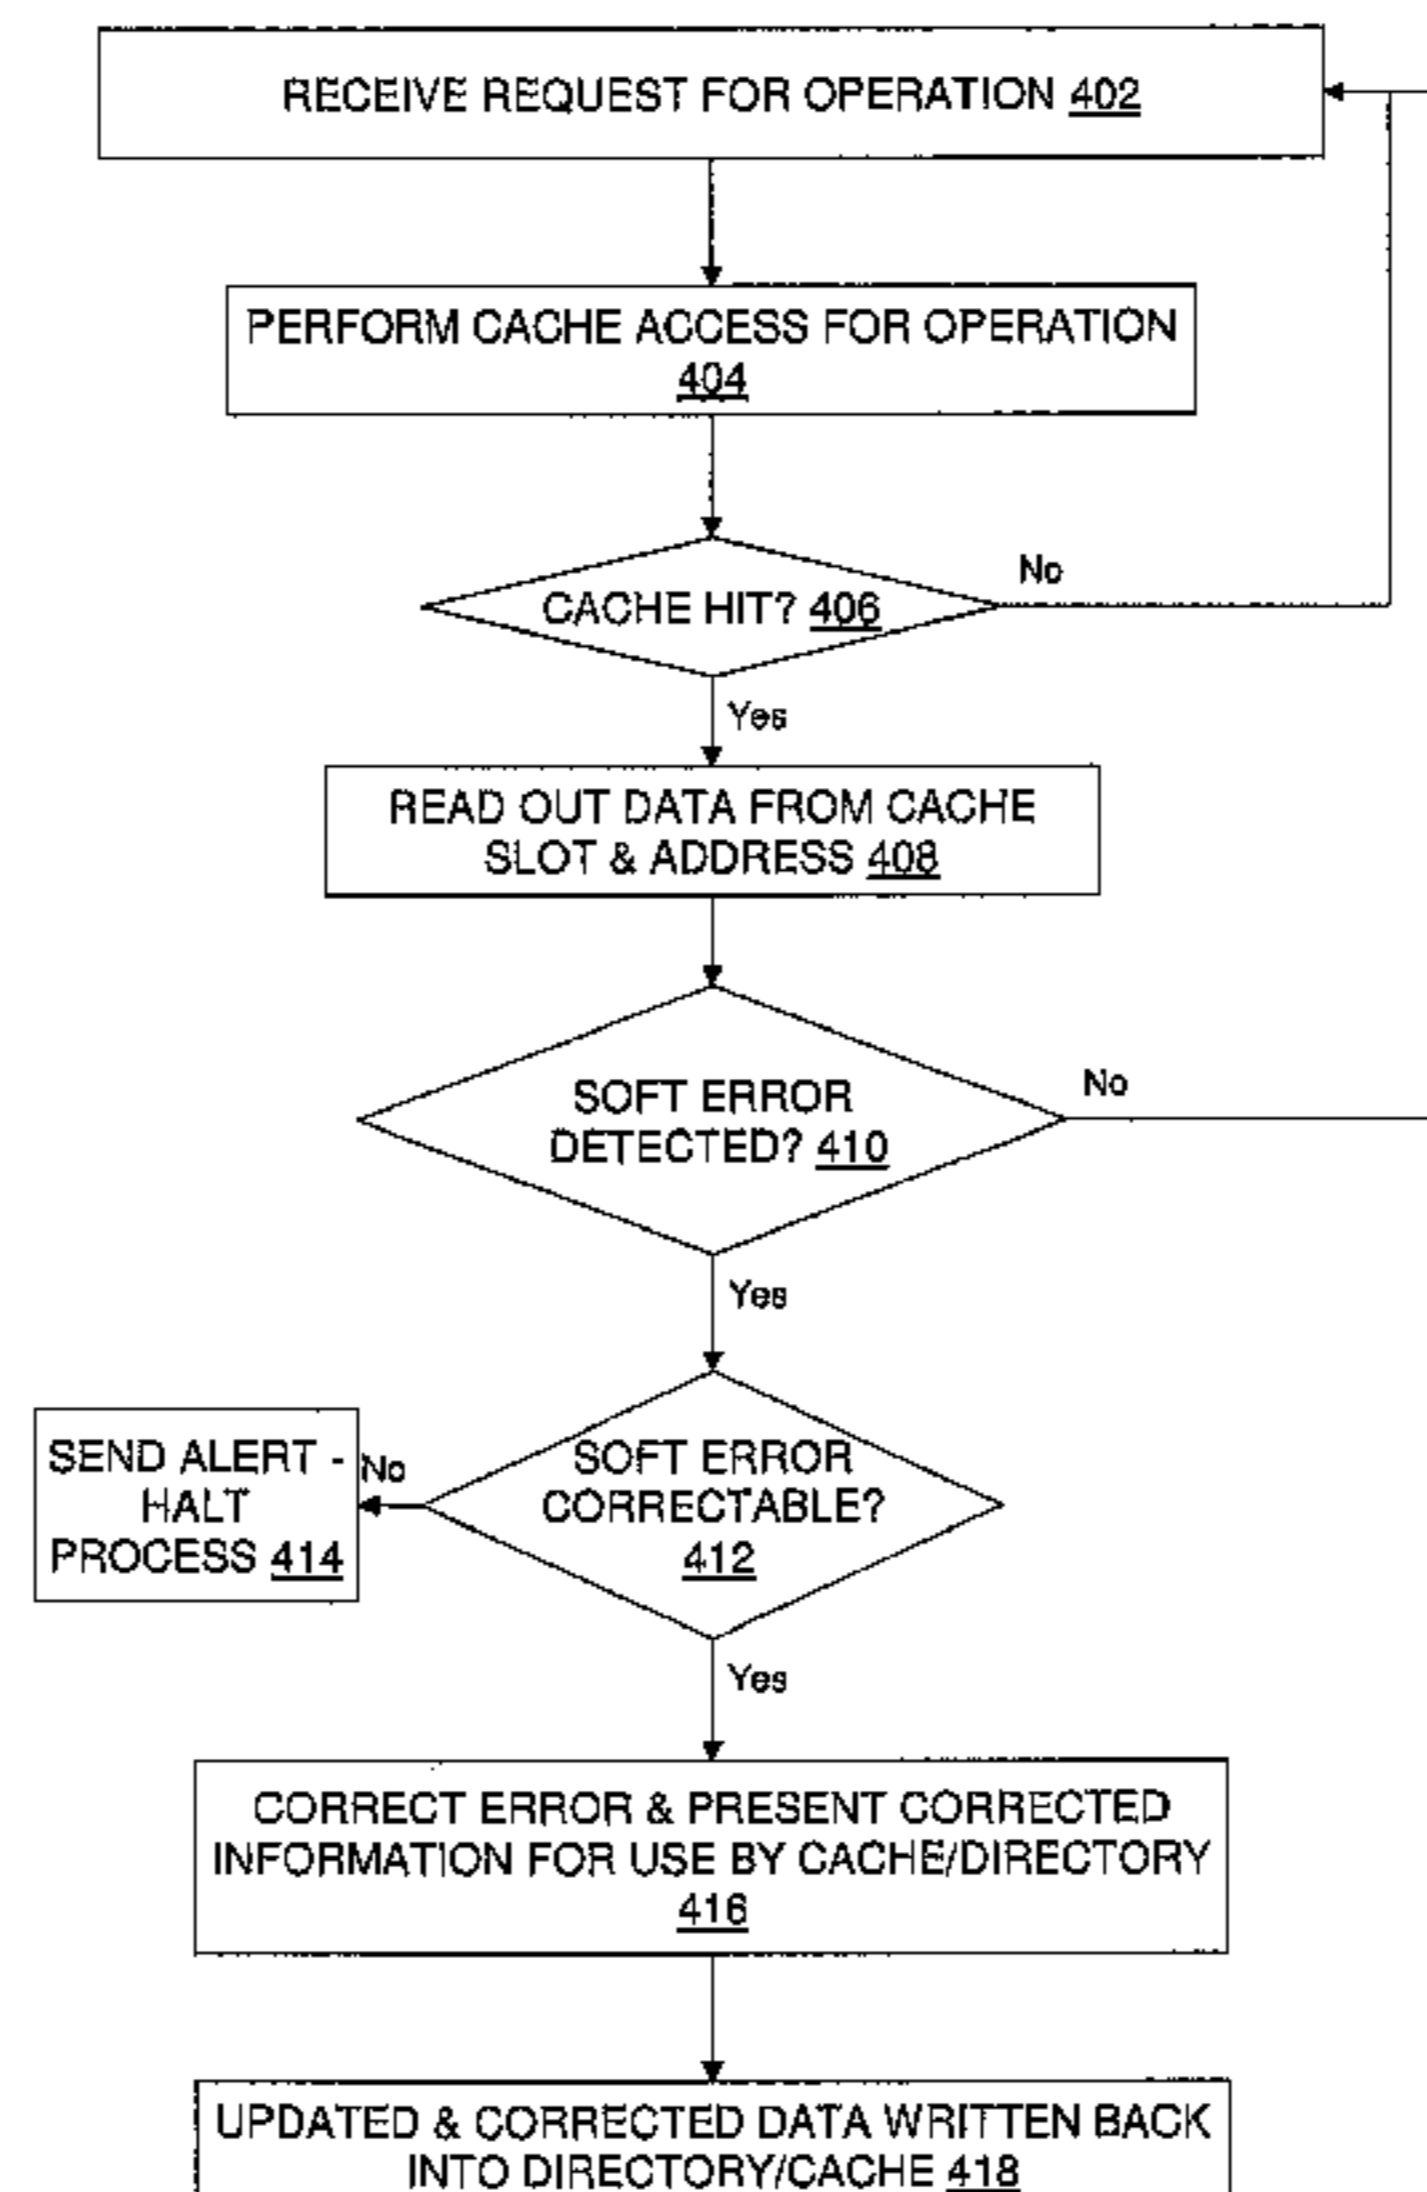 RECEIVE REQUEST FOR OPERATION 402
PERFORM CACHE ACCESS FOR OPERATION
404
No
CACHE HIT? 406
Yes
READ OUT DATA FROM CACHE
SLOT & ADDRESS 408
No
SOFT ERROR
DETECTED? 410
Yes
SEND ALERT -
HALT
PROCESS 414
No
SOFT ERROR
CORRECTABLE?
412
Yes
CORRECT ERROR & PRESENT CORRECTED
INFORMATION FOR USE BY CACHE/DIRECTORY
416
UPDATED & CORRECTED DATA WRITTEN BACK
INTO DIRECTORY/CACHE 418